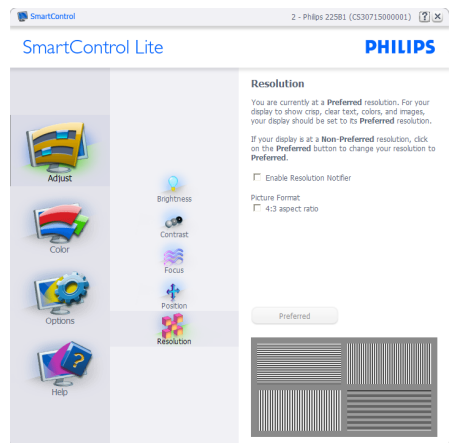 SmartControl
2 - Philips 225B1 (CS30715000001)
SmartControl Lite
PHILIPS
Adjust
Color
Options
Help
Brightness
Contrast
Focus
Position
Resolution
Resolution
You are currently at a Preferred resolution. For your
display to show crisp, clear text, colors, and images,
your display should be set to its Preferred resolution.
If your display is at a Non-Preferred resolution, click
on the Preferred button to change your resolution to
Preferred.
Enable Resolution Notifier
Picture Format
4:3 aspect ratio
Preferred